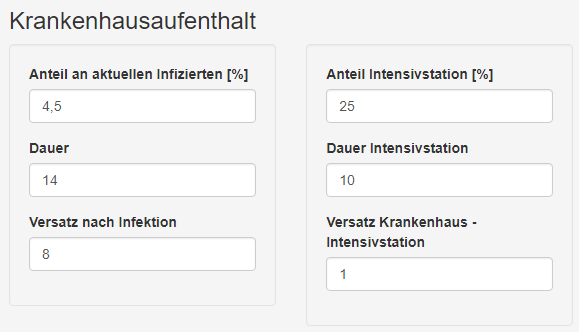 Krankenhausaufenthalt
Anteil an aktuellen Infizierten [%]
4,5
Dauer
14
Versatz nach Infektion
8
Anteil Intensivstation [%]
25
Dauer Intensivstation
10
Versatz Krankenhaus -
Intensivstation
1